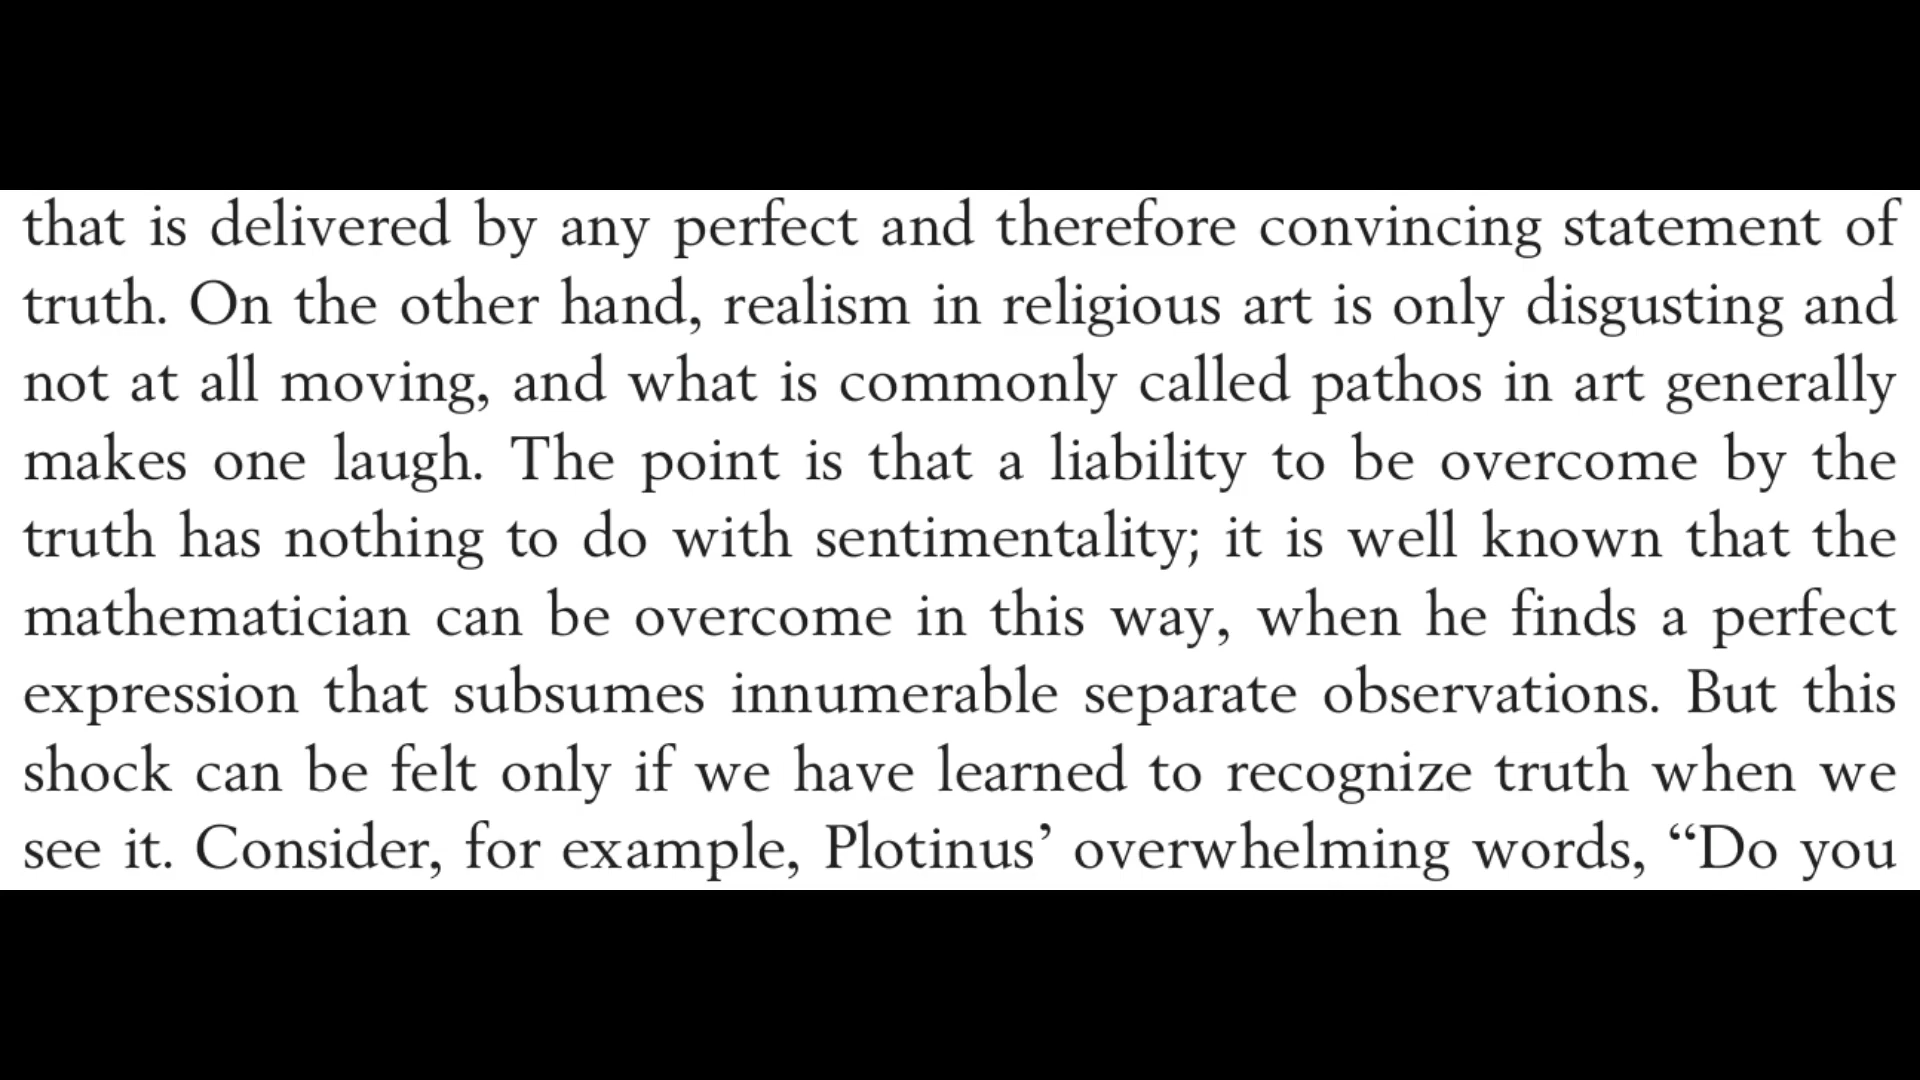 that is delivered by any perfect and therefore convincing statement of
truth. On the other hand, realism in religious art is only disgusting and
not at all moving, and what is commonly called pathos in art generally
makes one laugh. The point is that a liability to be overcome by the
truth has nothing to do with sentimentality; it is well known that the
mathematician can be overcome in this way, when he finds a perfect
expression that subsumes innumerable separate observations. But this
shock can be felt only if we have learned to recognize truth when we
see it. Consider, for example, Plotinus’ overwhelming words, “Do you